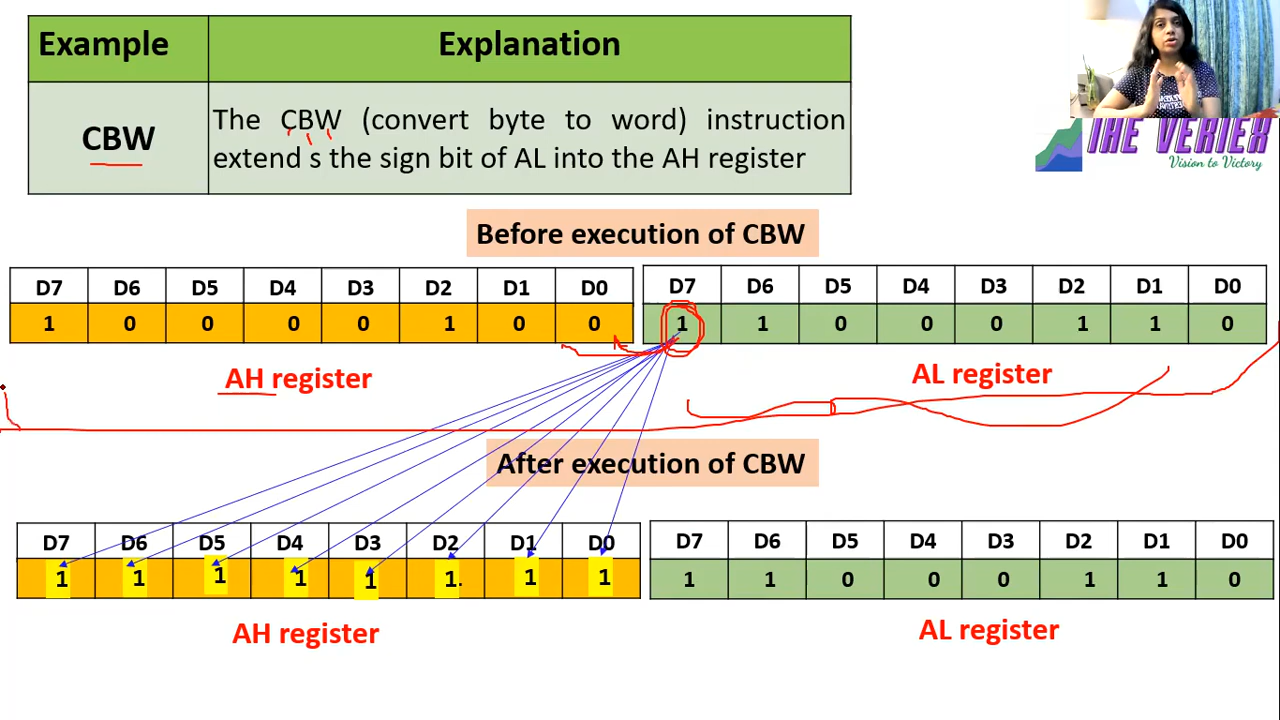 Example Explanation
CBW
The CBW (convert byte to word) instruction
extend s the sign bit of AL into the AH register
THE VERIEX
Vision to Victory
Before execution of CBW
D7 D6 D5 D4 D3 D2 D1 D0 D7 D6 D5 D4 D3 D2 D1 D0
1 0 0 0 0 1 0 0 1 1 0 0 0 1 1 0
AH register AL register
After execution of CBW
D7 D6 D5 D4 D3 D2 D1 D0 D7 D6 D5 D4 D3 D2 D1 D0
1 1 1 1 1 1. 1 1 1 1 0 0 0 1 1 0
AH register AL register